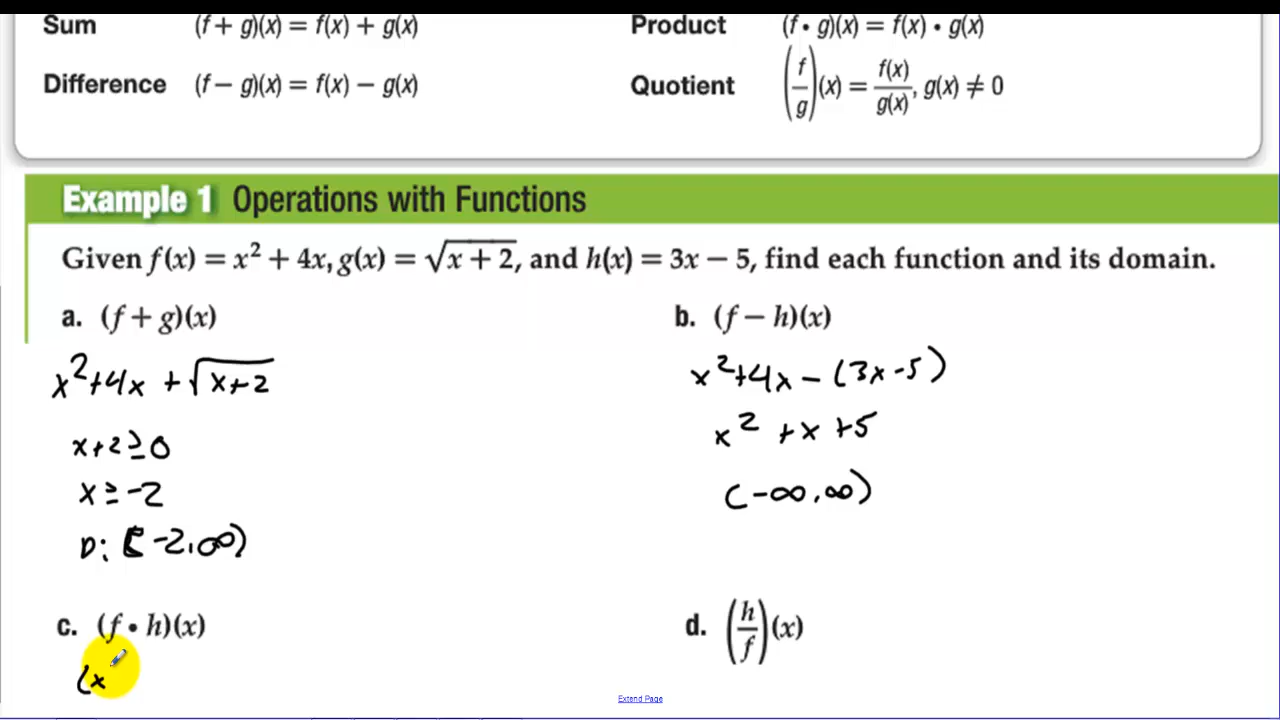 Sum (f + g)(x) = f(x) + g(x)
Product (f • g)(x) = f(x) • g(x)
Difference (f − g)(x) = f(x) − g(x)
Quotient (f/g)(x) = f(x)/g(x), g(x) ≠ 0
Example 1 Operations with Functions
Given f(x) = x² + 4x, g(x) = √(x + 2), and h(x) = 3x − 5, find each function and its domain.
a. (f + g)(x)
x²+4x + √(x+2)
x+2 ≥ 0
x ≥ -2
D: [-2,∞)
b. (f − h)(x)
x²+4x − (3x-5)
x² + x + 5
(-∞,∞)
c. (f • h)(x)
(x
d. (h/f)(x)
Extend Page